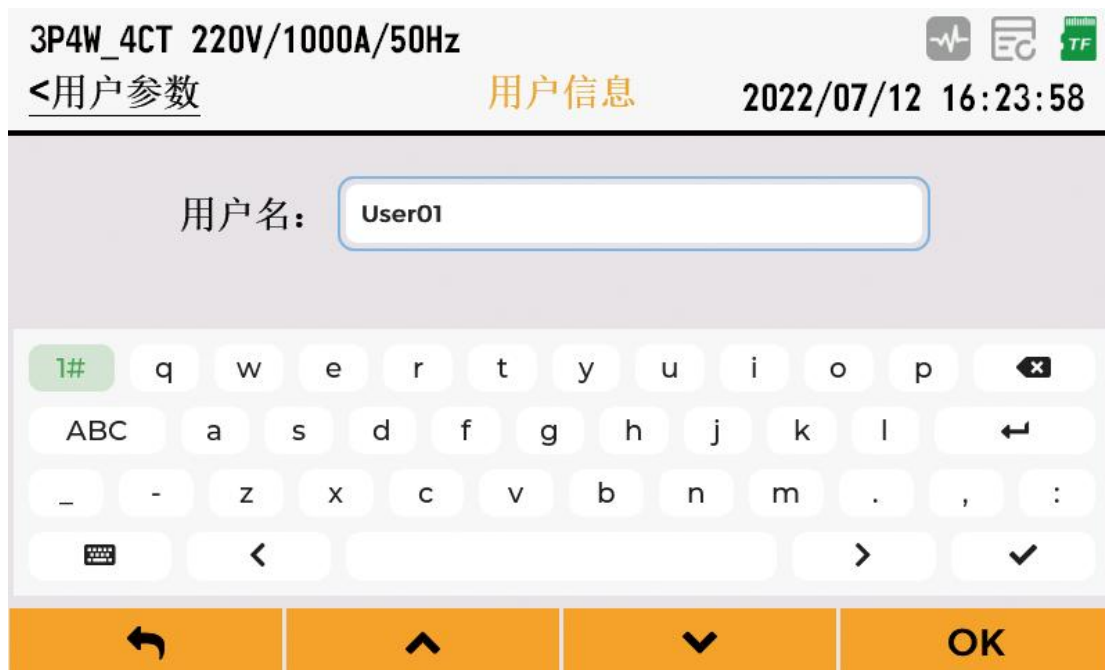 3P4W_4CT 220V/1000A/50Hz
TF
<用户参数 用户信息 2022/07/12 16:23:58
用户名： User01
1# q w e r t y u i o p
ABC a s d f g h j k l
_ - z x c v b n m . , :
OK